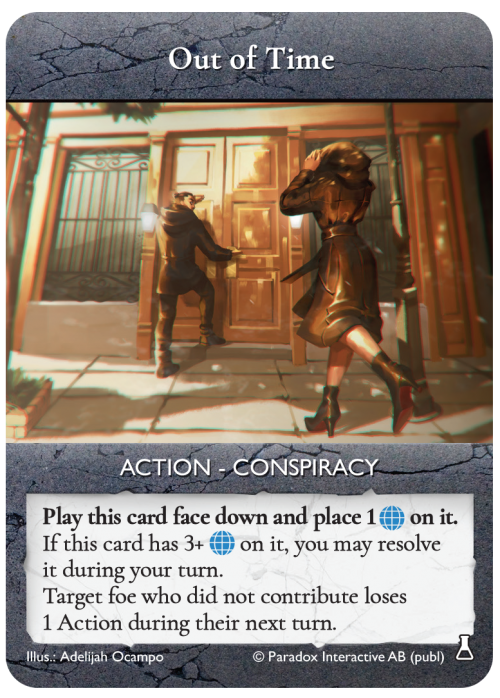 Out of Time
ACTION - CONSPIRACY
Play this card face down and place 1 on it.
If this card has 3+ on it, you may resolve
it during your turn.
Target foe who did not contribute loses
1 Action during their next turn.
Illus.: Adelijah Ocampo © Paradox Interactive AB (publ)